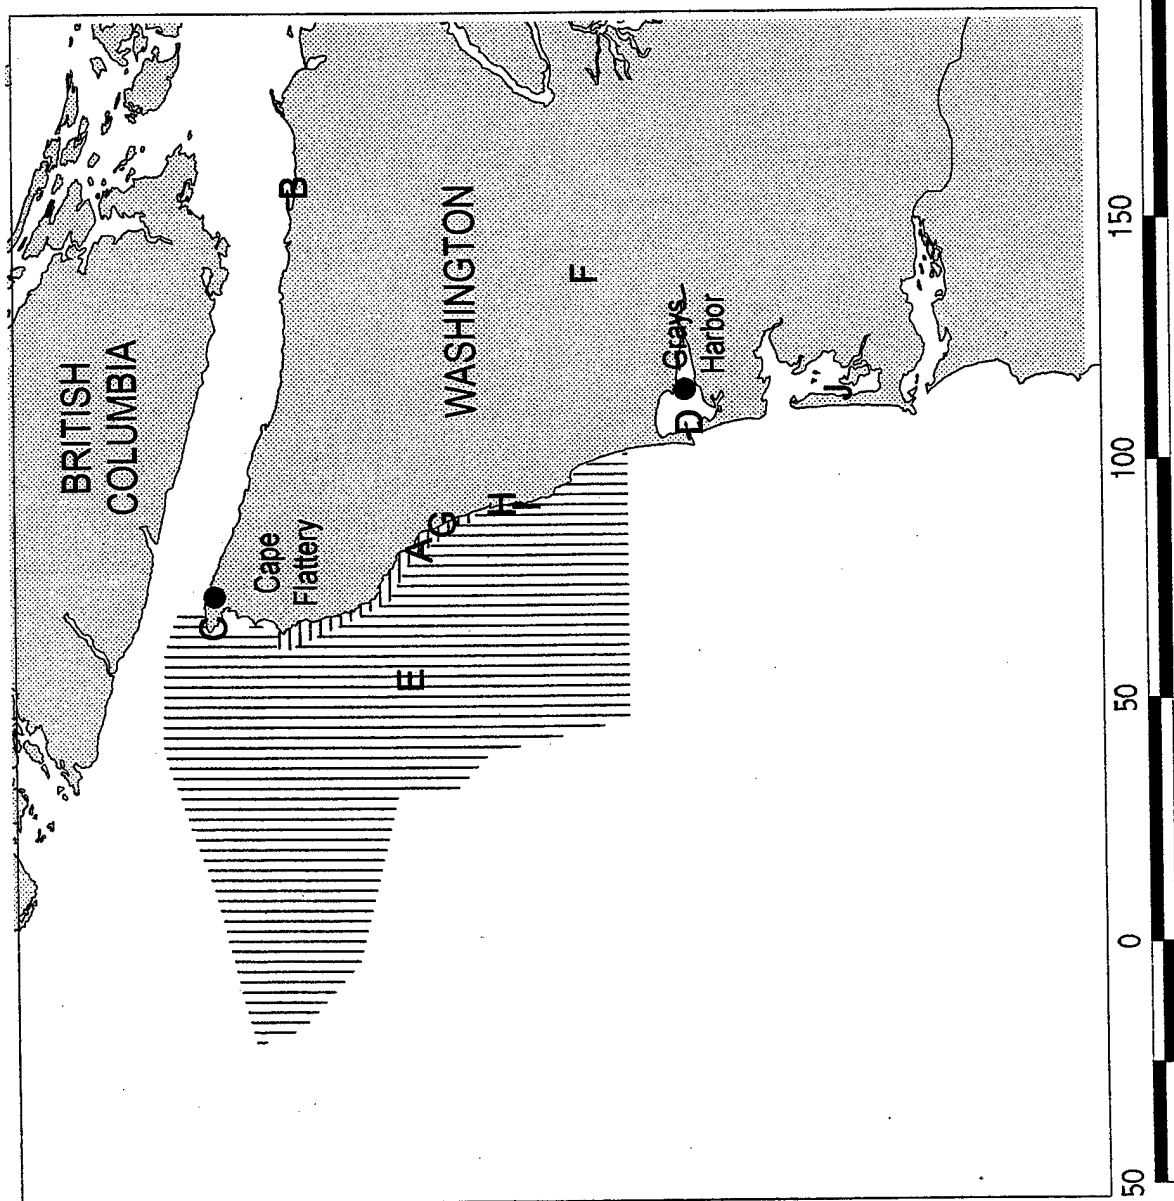 BRITISH
COLUMBIA
B
WASHINGTON
Cape
Flattery
C
A
G
H
E
F
Grays
Harbor
D
J
50
0
50
100
150